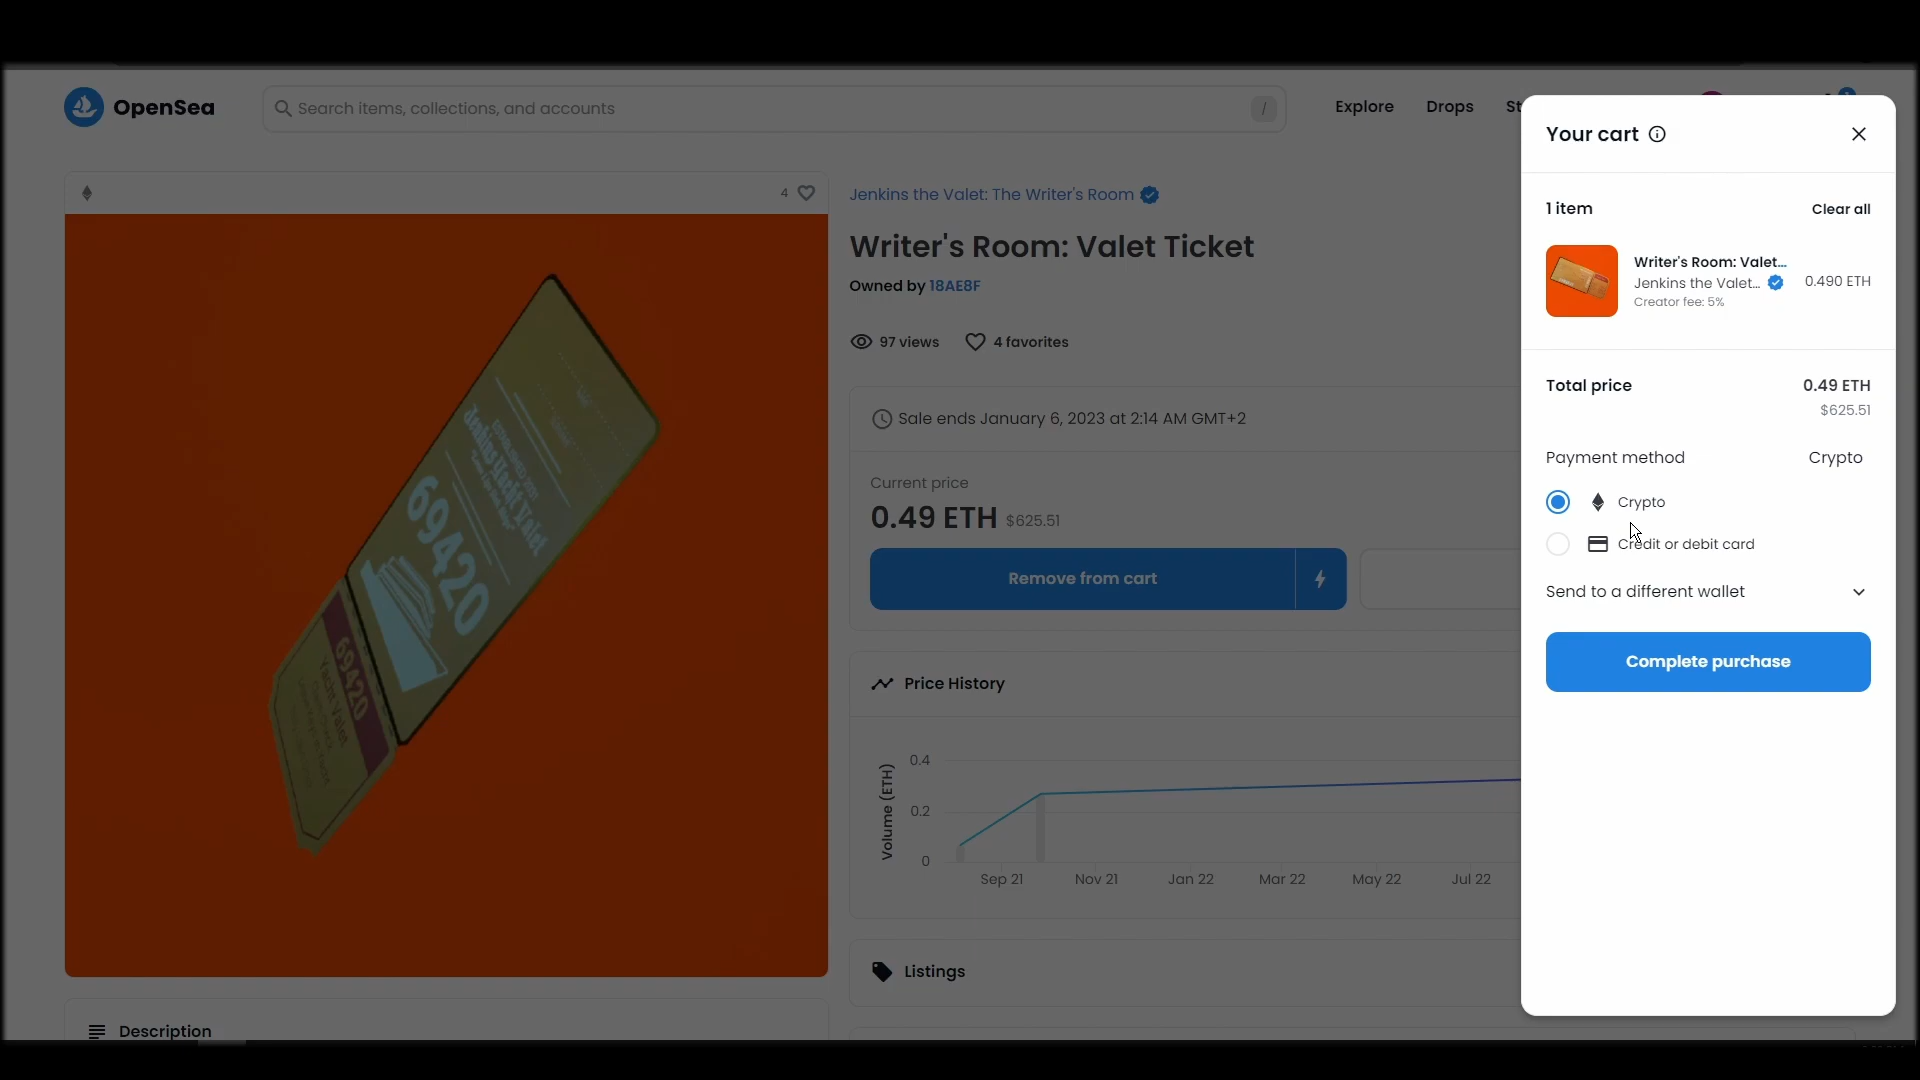 OpenSea
Search items, collections, and accounts
/
Explore
Drops
St
4
69420
69420
Yacht Valet
Jenkins the Valet: The Writer's Room
Writer's Room: Valet Ticket
Owned by 18AE8F
97 views
4 favorites
Sale ends January 6, 2023 at 2:14 AM GMT+2
Current price
0.49 ETH $625.51
Remove from cart
Price History
Volume (ETH)
0.4
0.2
0
Sep 21
Nov 21
Jan 22
Mar 22
May 22
Jul 22
Listings
Description
Your cart
1 item
Clear all
Writer's Room: Valet...
Jenkins the Valet...
0.490 ETH
Creator fee: 5%
Total price
0.49 ETH
$625.51
Payment method
Crypto
Crypto
Credit or debit card
Send to a different wallet
Complete purchase